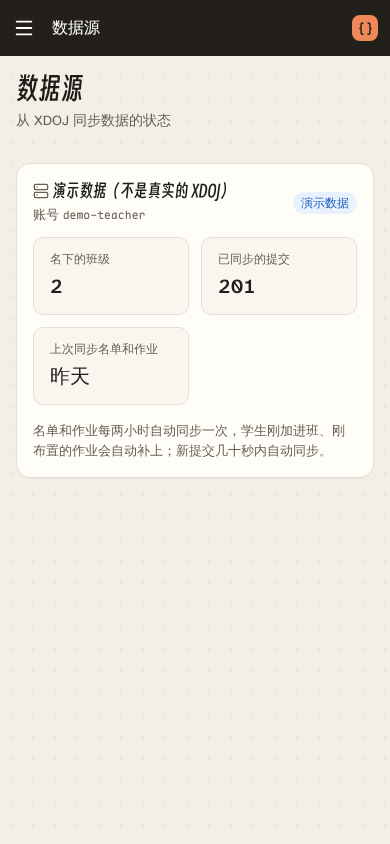 数据源
{ }
数据源
从 XDOJ 同步数据的状态
演示数据（不是真实的 XDOJ）
账号 demo-teacher
演示数据
名下的班级
2
已同步的提交
201
上次同步名单和作业
昨天
名单和作业每两小时自动同步一次，学生刚加进班、刚
布置的作业会自动补上；新提交几十秒内自动同步。